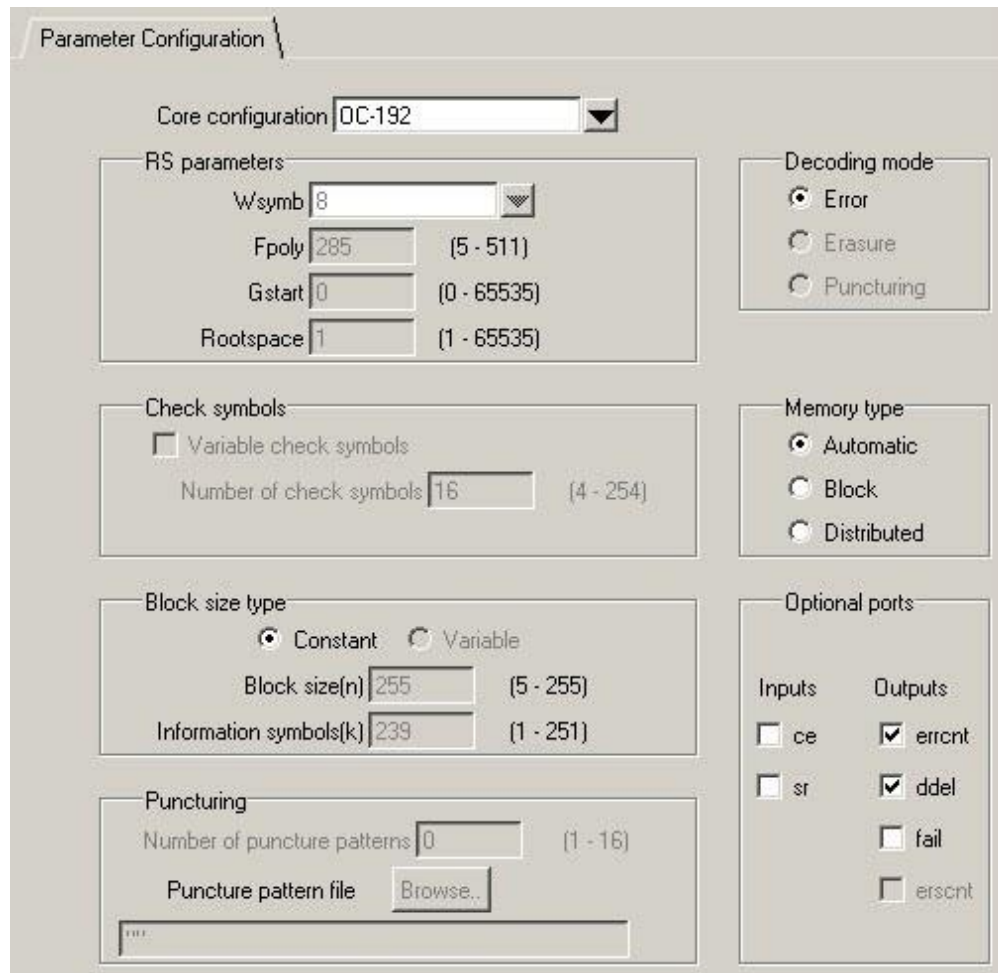 Parameter Configuration
Core configuration OC-192
RS parameters
Wsymb 8
Fpoly 285 (5 - 511)
Gstart 0 (0 - 65535)
Rootspace 1 (1 - 65535)
Decoding mode
Error
Erasure
Puncturing
Check symbols
Variable check symbols
Number of check symbols 16 (4 - 254)
Memory type
Automatic
Block
Distributed
Block size type
Constant Variable
Block size(n) 255 (5 - 255)
Information symbols(k) 239 (1 - 251)
Optional ports
Inputs Outputs
ce errcnt
sr ddel
fail
erscnt
Puncturing
Number of puncture patterns 0 (1 - 16)
Puncture pattern file Browse..
""